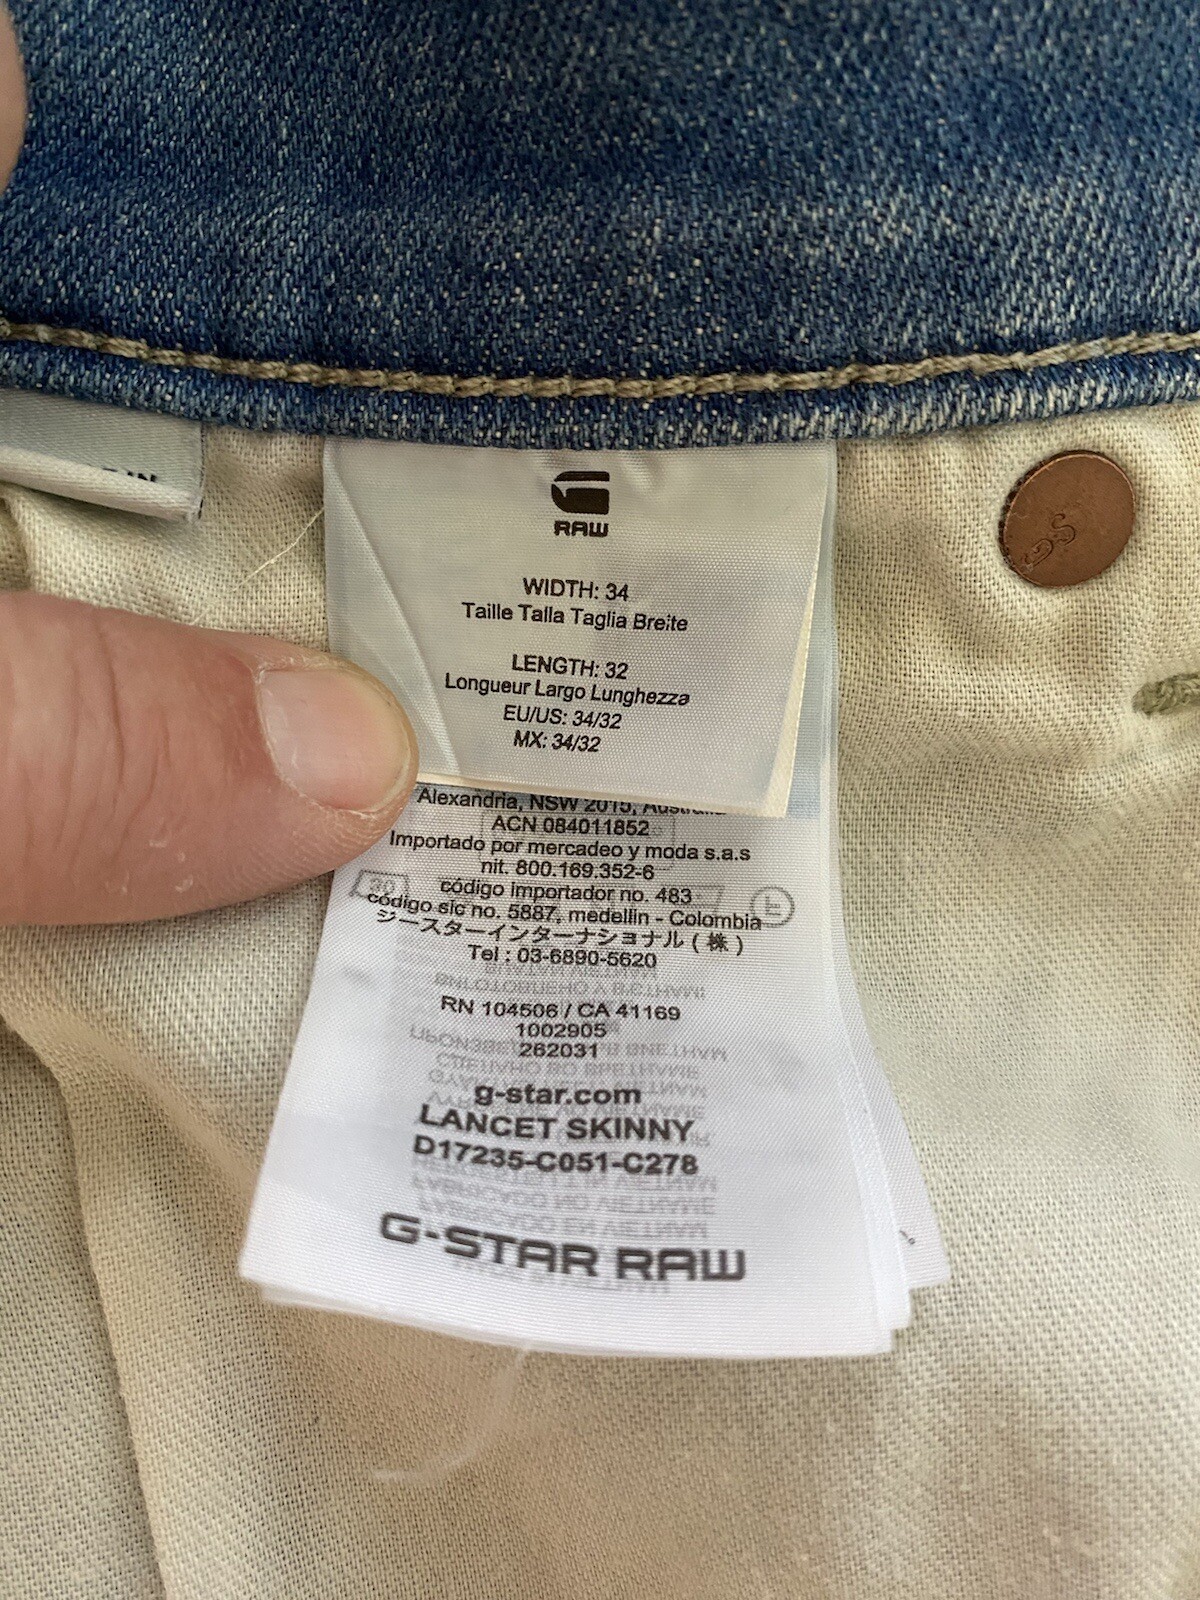 IN
RAW
WIDTH: 34
Taille Talla Taglia Breite
LENGTH: 32
Longueur Largo Lunghezza
EU/US: 34/32
MX: 34/32
Alexandria, NSW 2015, Australia
ACN 084011852
Importado por mercadeo y moda s.a.s
nit. 800.169.352-6
30
código importador no. 483
código sic no. 5887, medellin - Colombia
ジースターインターナショナル ( 株 )
Tel : 03-6890-5620
RN 104506 / CA 41169
1002905
262031
g-star.com
LANCET SKINNY
D17235-C051-C278
G-STAR RAW